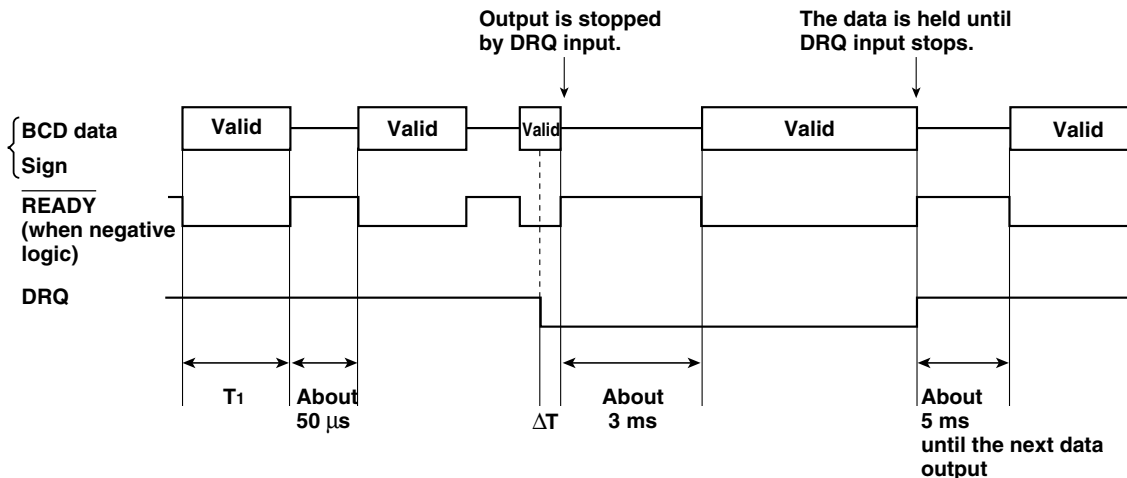 Output is stopped
by DRQ input.
The data is held until
DRQ input stops.
BCD data
Sign
Valid
Valid
Valid
Valid
Valid
READY
(when negative
logic)
DRQ
T1
About
50 μs
ΔT
About
3 ms
About
5 ms
until the next data
output